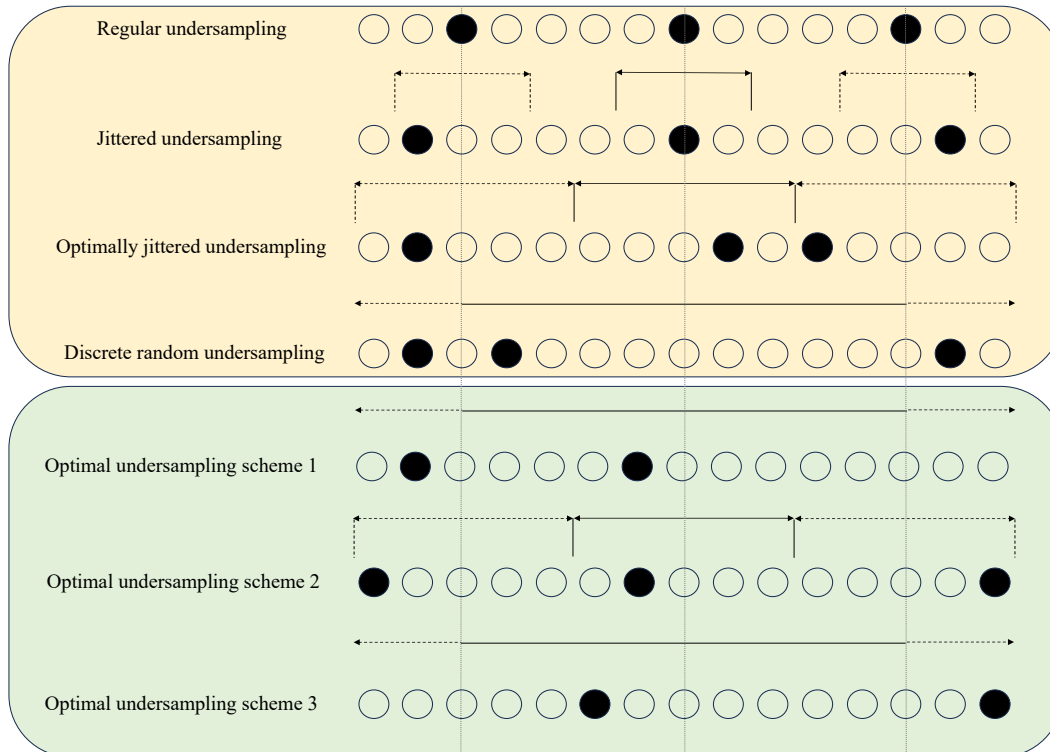 Regular undersampling
Jittered undersampling
Optimally jittered undersampling
Discrete random undersampling
Optimal undersampling scheme 1
Optimal undersampling scheme 2
Optimal undersampling scheme 3